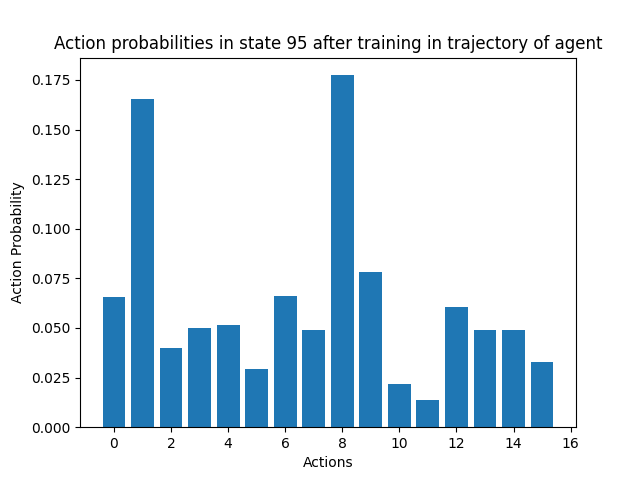 Action probabilities in state 95 after training in trajectory of agent
0.175
0.150
0.125
0.100
0.075
0.050
0.025
0.000
Action Probability
0 2 4 6 8 10 12 14 16
Actions